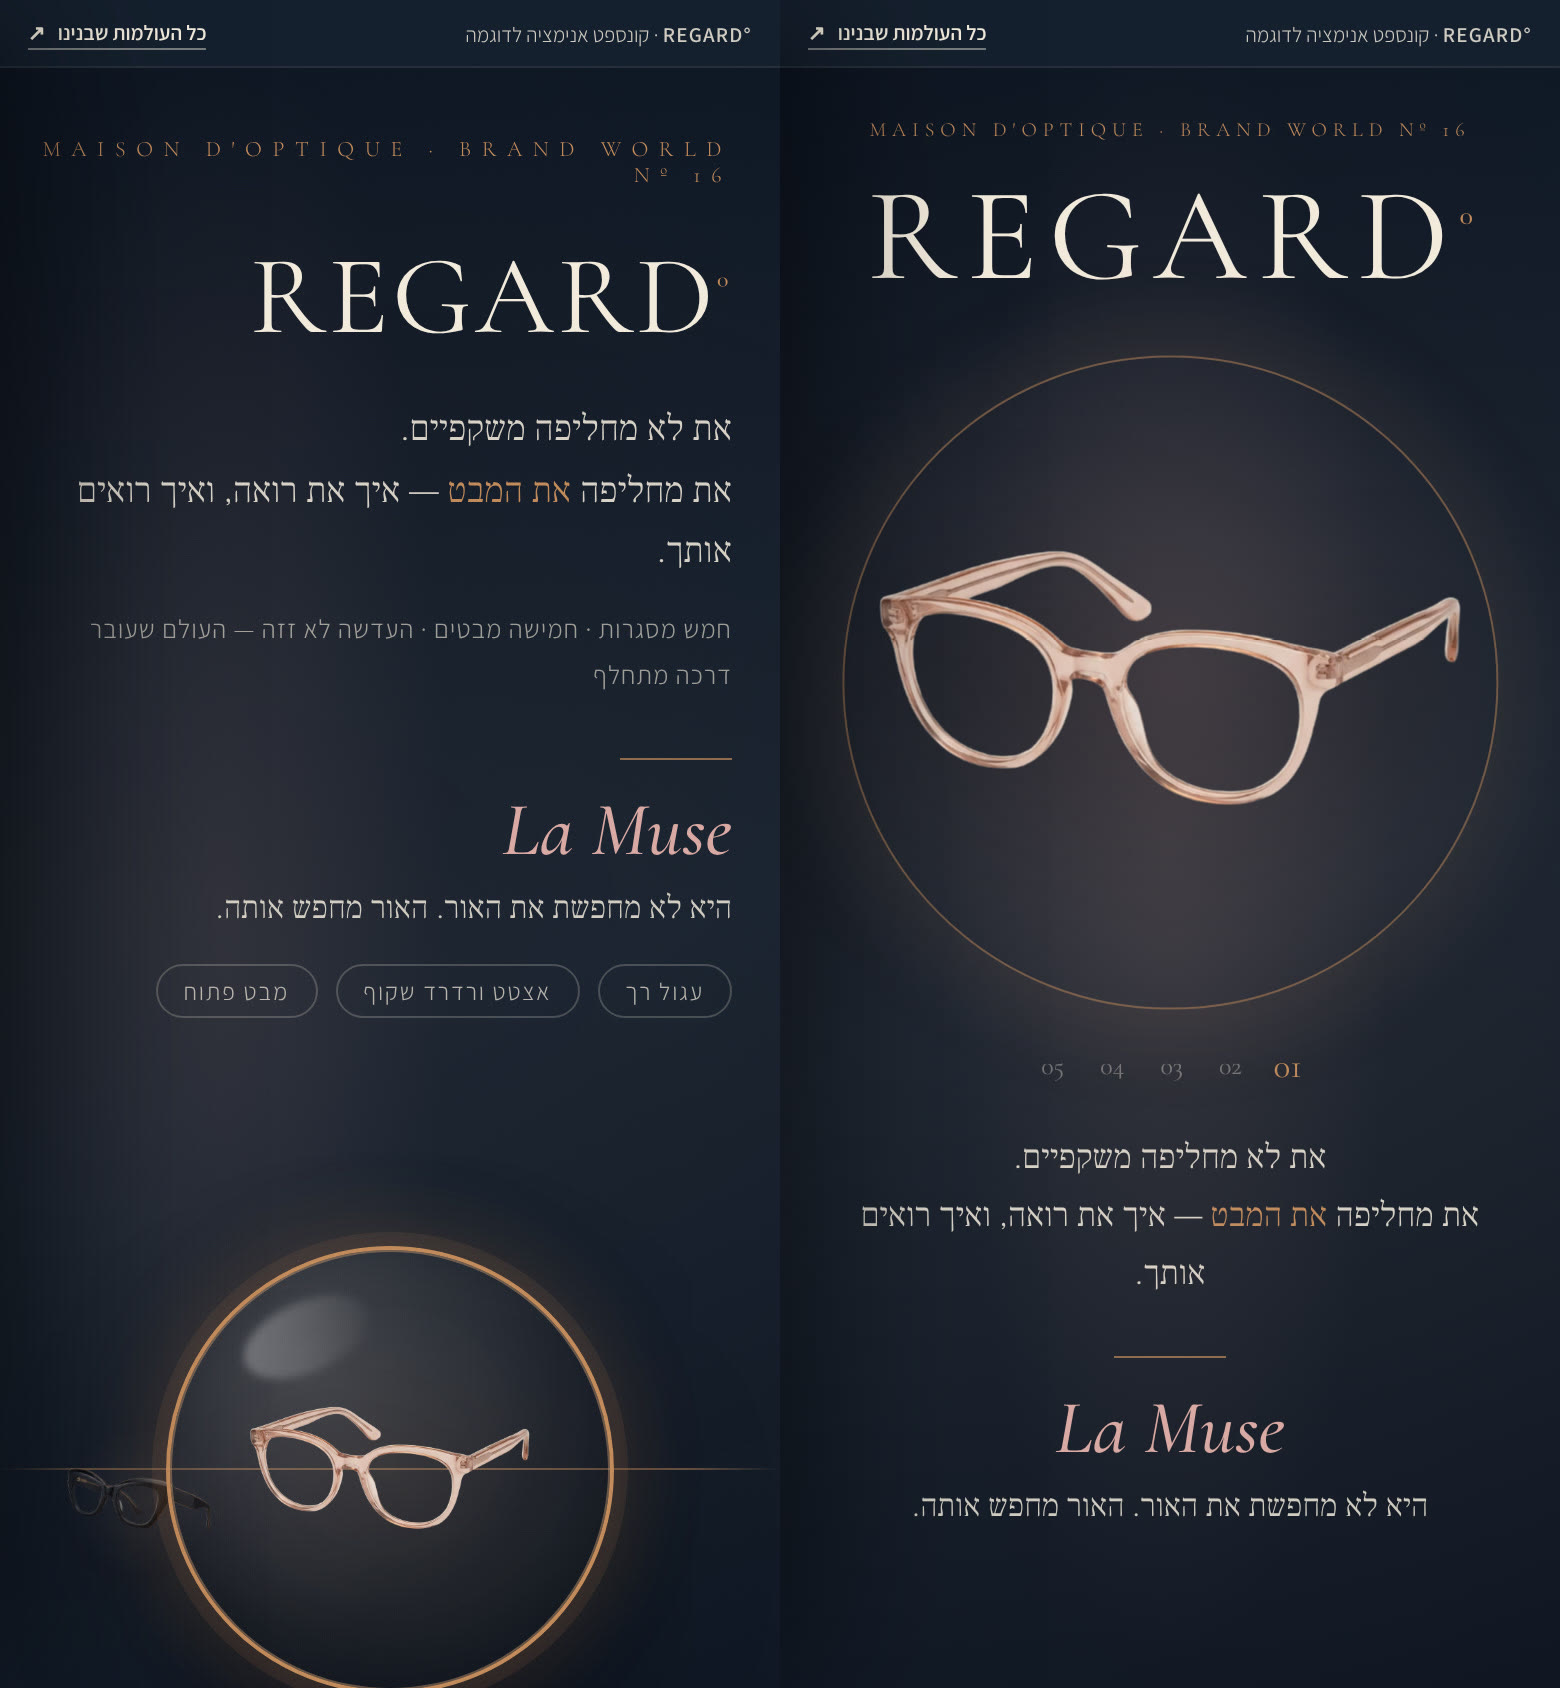 REGARD° · קונספט אנימציה לדוגמה
כל העולמות שבנינו ↗
MAISON D'OPTIQUE · BRAND WORLD
Nº 16
REGARD°
את לא מחליפה משקפיים.
את מחליפה את המבט — איך את רואה, ואיך רואים
אותך.
חמש מסגרות · חמישה מבטים · העדשה לא זזה — העולם שעובר
דרכה מתחלף
La Muse
היא לא מחפשת את האור. האור מחפש אותה.
עגול רך
אצטט ורדרד שקוף
מבט פתוח
REGARD° · קונספט אנימציה לדוגמה
כל העולמות שבנינו ↗
MAISON D'OPTIQUE · BRAND WORLD Nº 16
REGARD°
01 02 03 04 05
את לא מחליפה משקפיים.
את מחליפה את המבט — איך את רואה, ואיך רואים
אותך.
La Muse
היא לא מחפשת את האור. האור מחפש אותה.